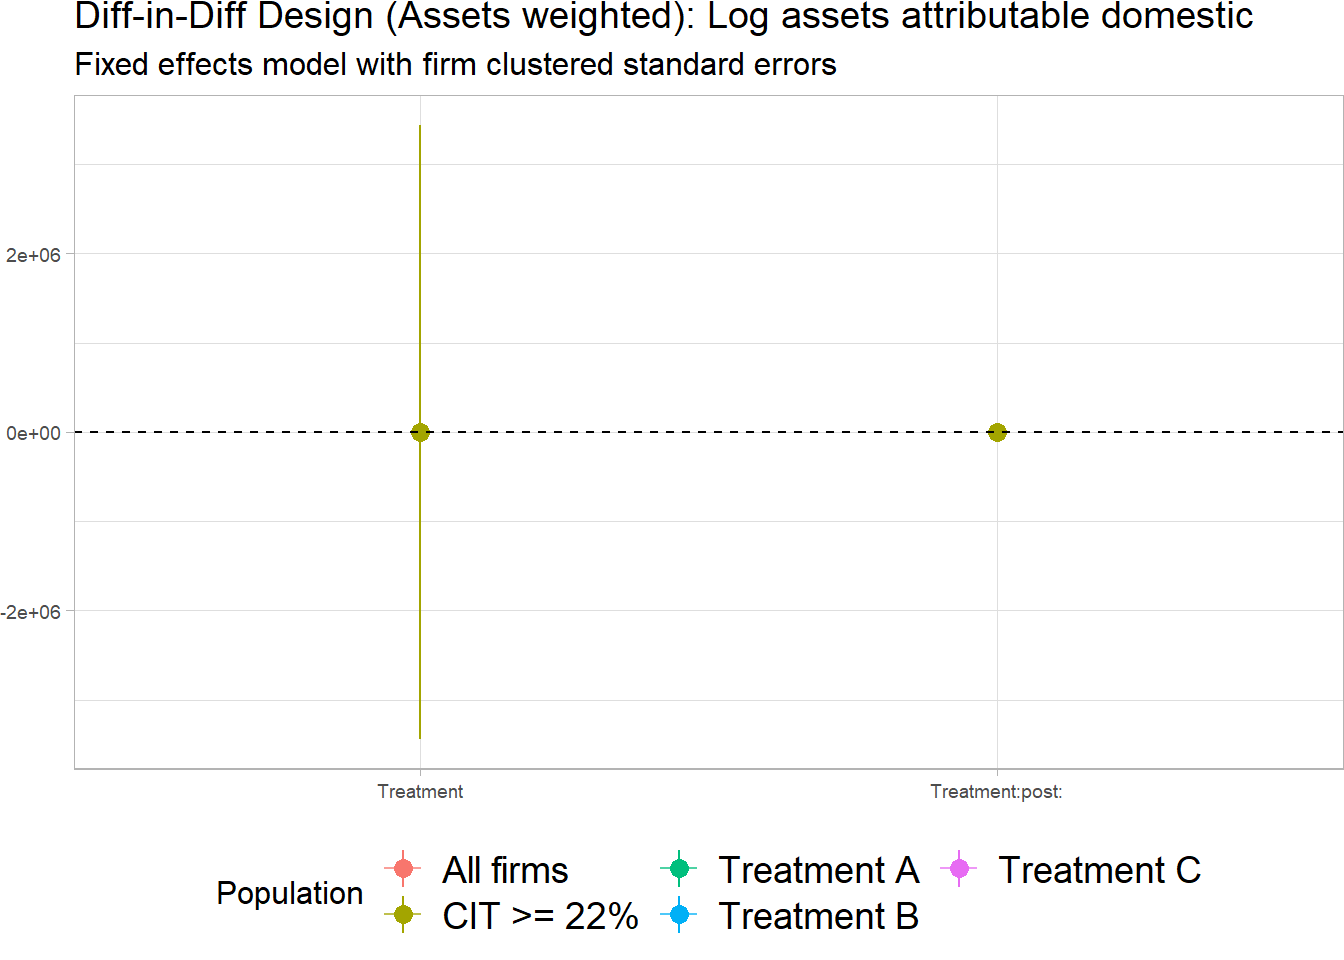 Diff-in-Diff Design (Assets weighted): Log assets attributable domestic
Fixed effects model with firm clustered standard errors
2e+06
0e+00
-2e+06
Treatment
Treatment:post:
Population
All firms
CIT >= 22%
Treatment A
Treatment B
Treatment C